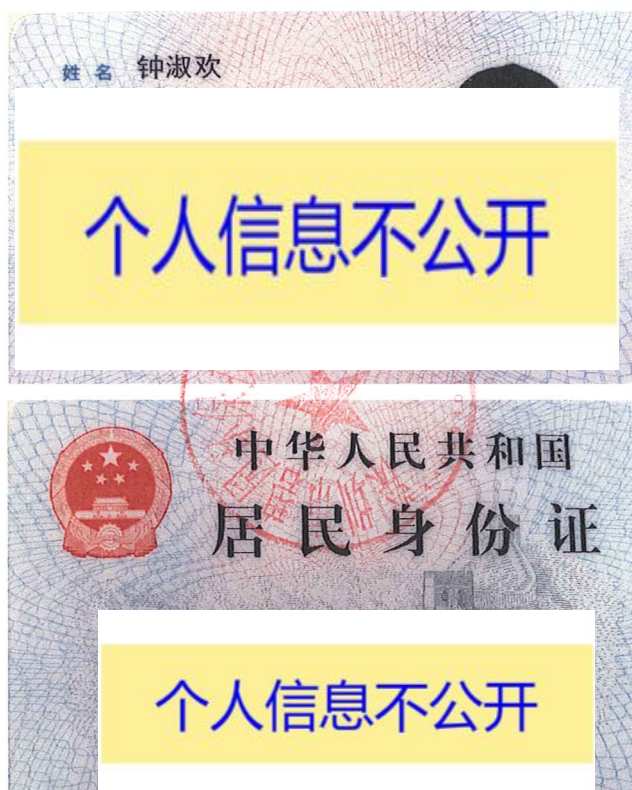 姓名 钟淑欢
个人信息不公开
中华人民共和国
居民身份证
个人信息不公开